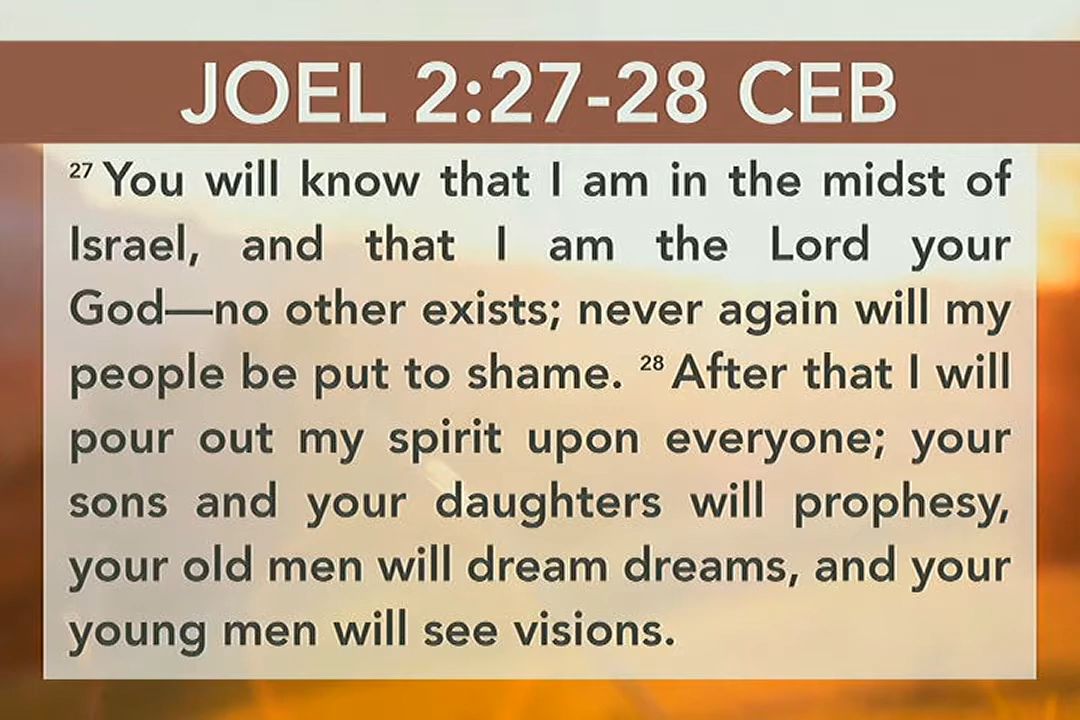 JOEL 2:27-28 CEB
27 You will know that I am in the midst of
Israel, and that I am the Lord your
God—no other exists; never again will my
people be put to shame. 28 After that I will
pour out my spirit upon everyone; your
sons and your daughters will prophesy,
your old men will dream dreams, and your
young men will see visions.